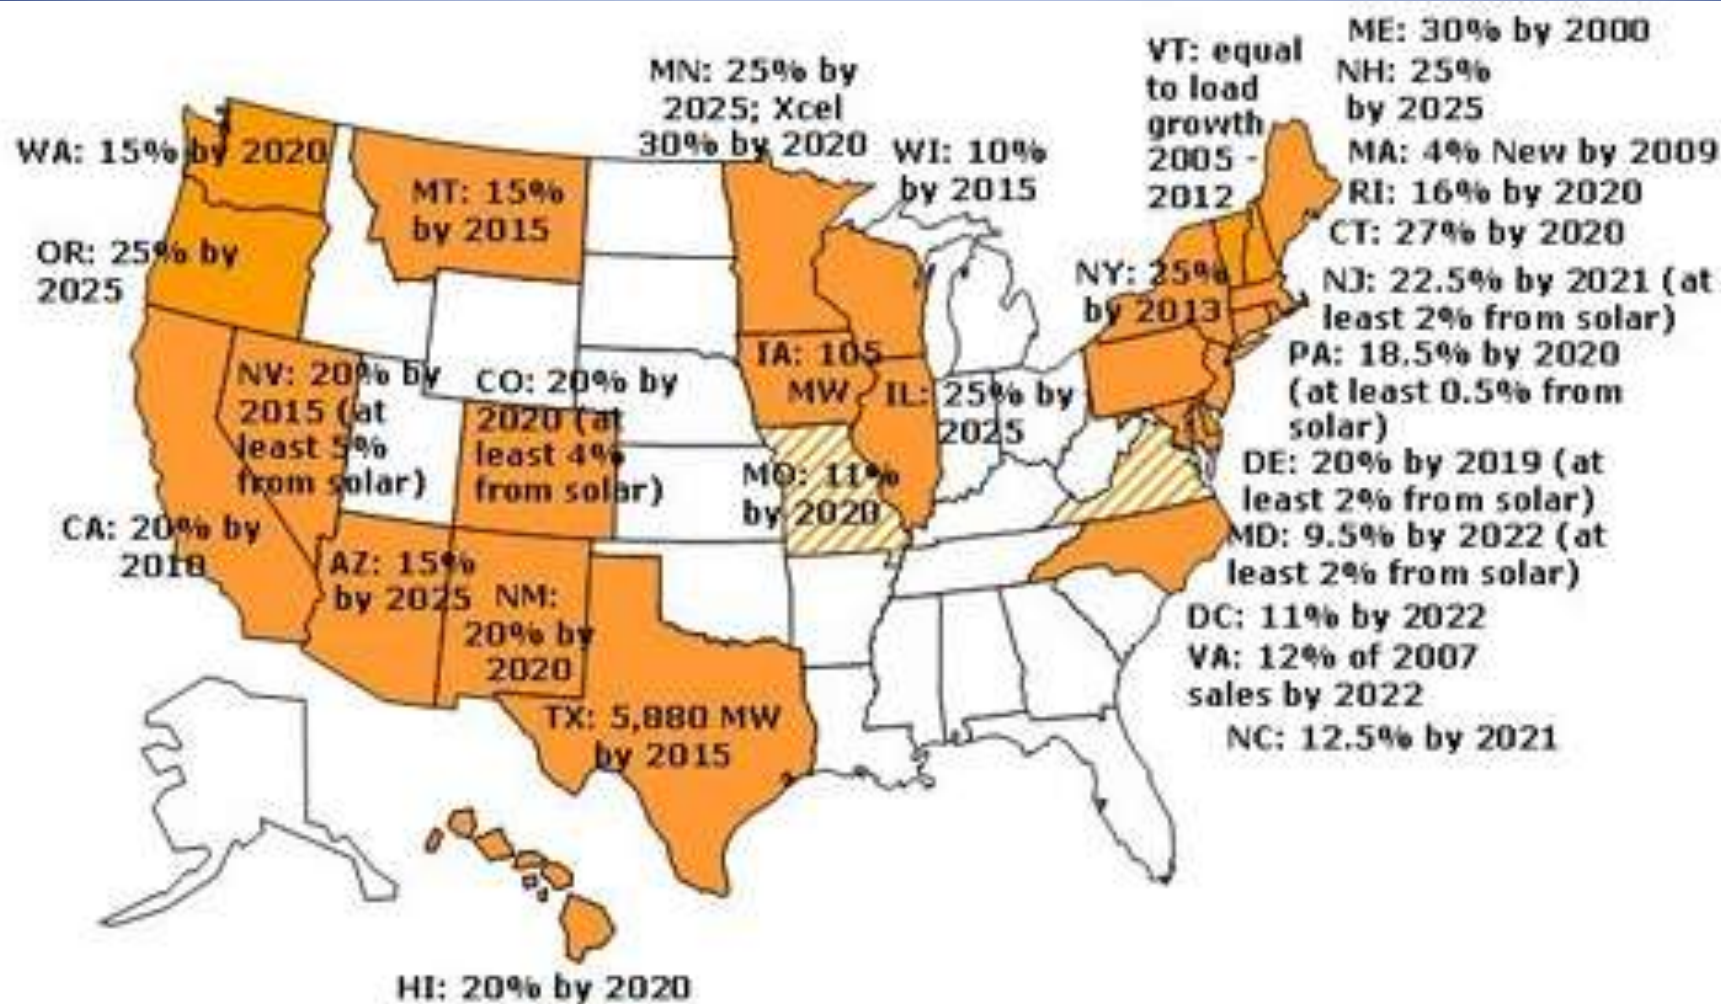 WA: 15% by 2020
OR: 25% by
2025
MT: 15%
by 2015
MN: 25% by
2025; Xcel
30% by 2020
WI: 10%
by 2015
VT: equal
to load
growth
2005 -
2012
ME: 30% by 2000
NH: 25%
by 2025
MA: 4% New by 2009
RI: 16% by 2020
CT: 27% by 2020
NY: 25%
by 2013
NJ: 22.5% by 2021 (at
least 2% from solar)
PA: 18.5% by 2020
(at least 0.5% from
solar)
NV: 20% by
2015 (at
least 5%
from solar)
CO: 20% by
2020 (at
least 4%
from solar)
IA: 105
MW
IL: 25% by
2025
MO: 11%
by 2020
DE: 20% by 2019 (at
least 2% from solar)
CA: 20% by
2010
AZ: 15%
by 2025
NM:
20% by
2020
MD: 9.5% by 2022 (at
least 2% from solar)
DC: 11% by 2022
VA: 12% of 2007
sales by 2022
NC: 12.5% by 2021
TX: 5,880 MW
by 2015
HI: 20% by 2020